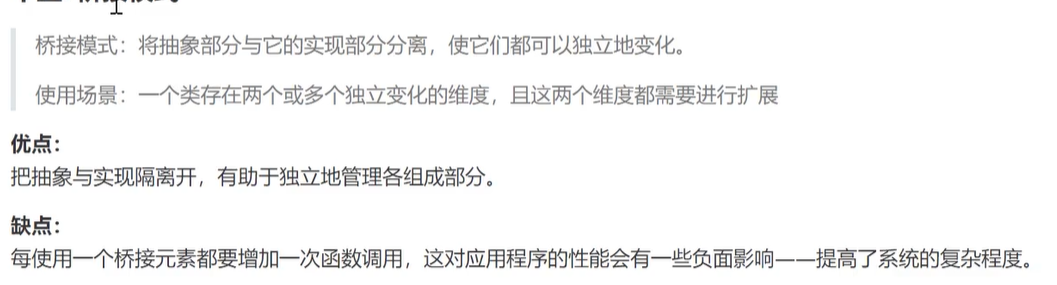 桥接模式：将抽象部分与它的实现部分分离，使它们都可以独立地变化。
使用场景：一个类存在两个或多个独立变化的维度，且这两个维度都需要进行扩展
优点：
把抽象与实现隔离开，有助于独立地管理各组成部分。
缺点：
每使用一个桥接元素都要增加一次函数调用，这对应用程序的性能会有一些负面影响——提高了系统的复杂程度。